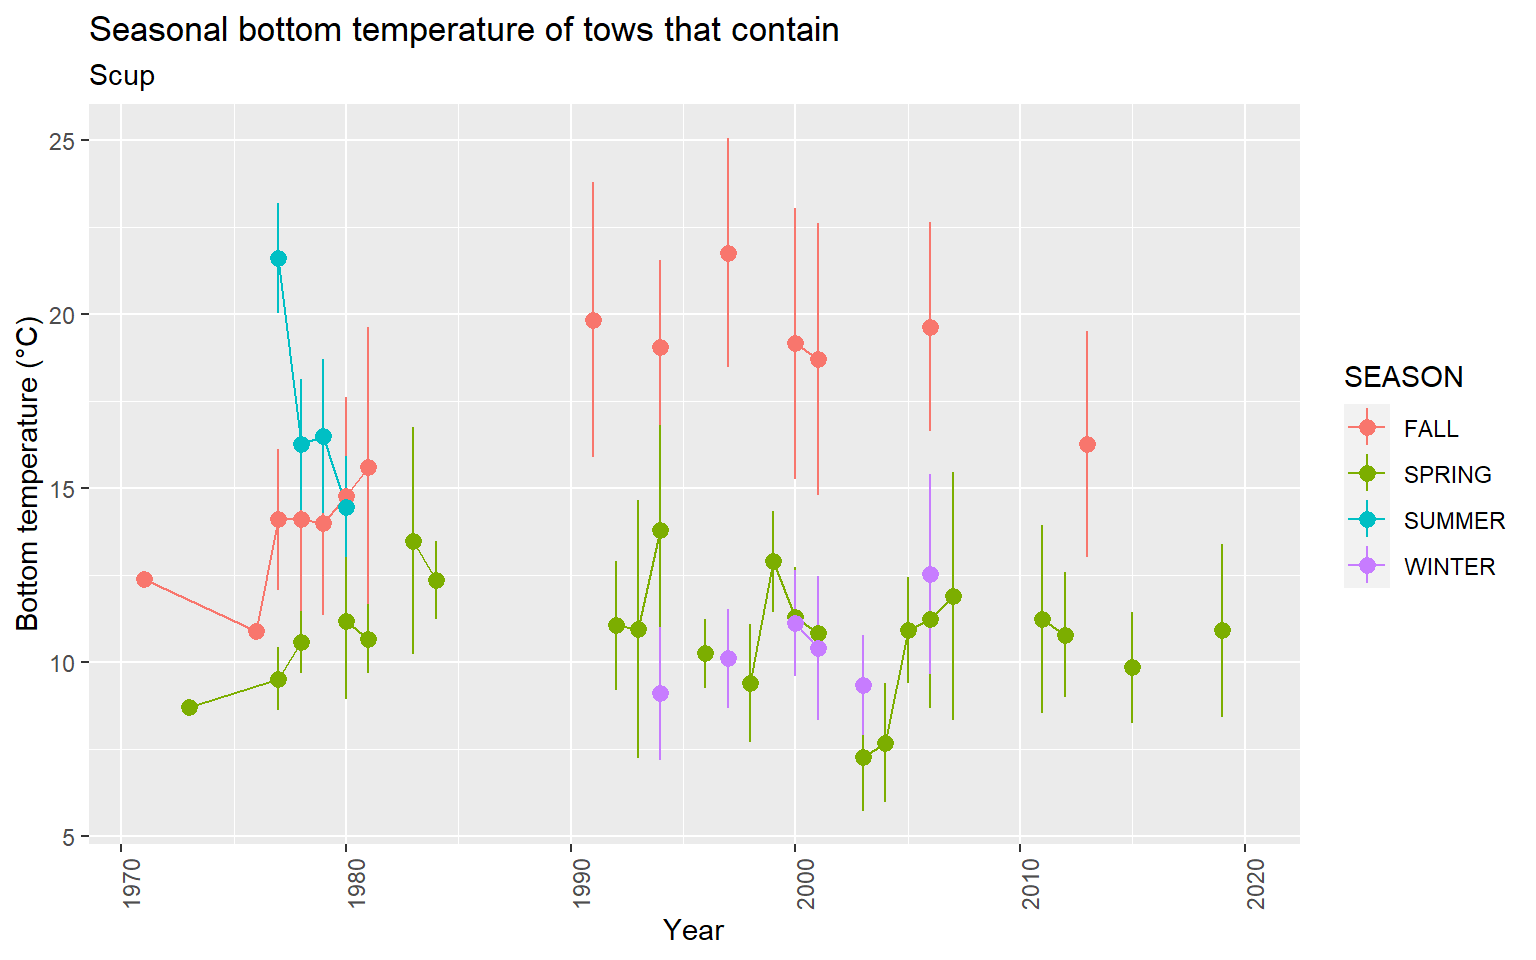 Seasonal bottom temperature of tows that contain
Scup
25
20
15
10
5
Bottom temperature (°C)
1970
1980
1990
2000
2010
2020
Year
SEASON
FALL
SPRING
SUMMER
WINTER